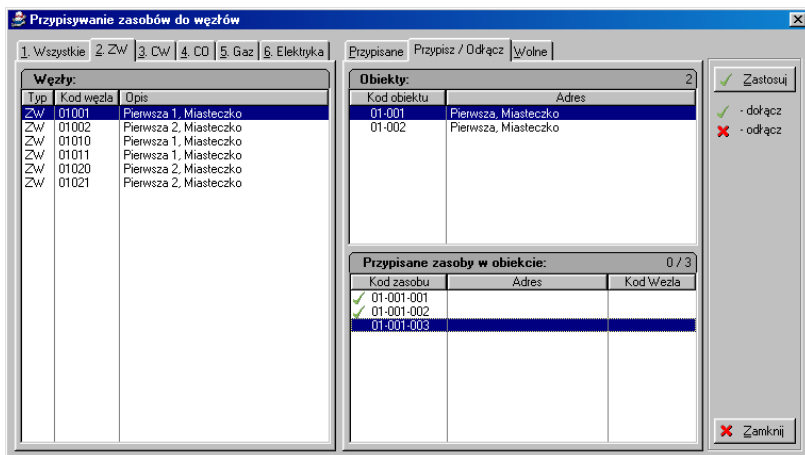 Przypisywanie zasobów do węzłów
1. Wszystkie 2. ZW 3. CW 4. CO 5. Gaz 6. Elektryka
Przypisane Przypisz / Odłącz Wolne
Węzły:
Typ Kod węzla Opis
ZW 01001 Pierwsza 1, Miasteczko
ZW 01002 Pierwsza 2, Miasteczko
ZW 01010 Pierwsza 1, Miasteczko
ZW 01011 Pierwsza 1, Miasteczko
ZW 01020 Pierwsza 2, Miasteczko
ZW 01021 Pierwsza 2, Miasteczko
Obiekty: 2
Kod obiektu Adres
01-001 Pierwsza, Miasteczko
01-002 Pierwsza, Miasteczko
Przypisane zasoby w obiekcie: 0 / 3
Kod zasobu Adres Kod Wezla
01-001-001
01-001-002
01-001-003
Zastosuj
- dołącz
- odłącz
Zamknij